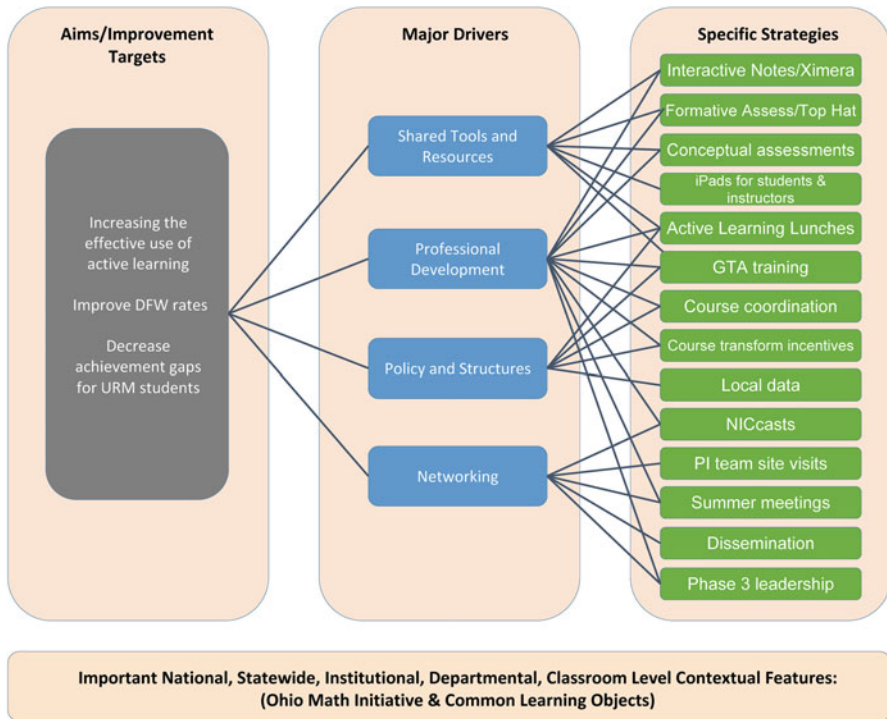 Aims/Improvement
Targets
Increasing the
effective use of
active learning
Improve DFW rates
Decrease
achievement gaps
for URM students
Major Drivers
Shared Tools and
Resources
Professional
Development
Policy and Structures
Networking
Specific Strategies
Interactive Notes/Ximera
Formative Assess/Top Hat
Conceptual assessments
iPads for students &
instructors
Active Learning Lunches
GTA training
Course coordination
Course transform incentives
Local data
NICcasts
PI team site visits
Summer meetings
Dissemination
Phase 3 leadership
Important National, Statewide, Institutional, Departmental, Classroom Level Contextual Features:
(Ohio Math Initiative & Common Learning Objects)